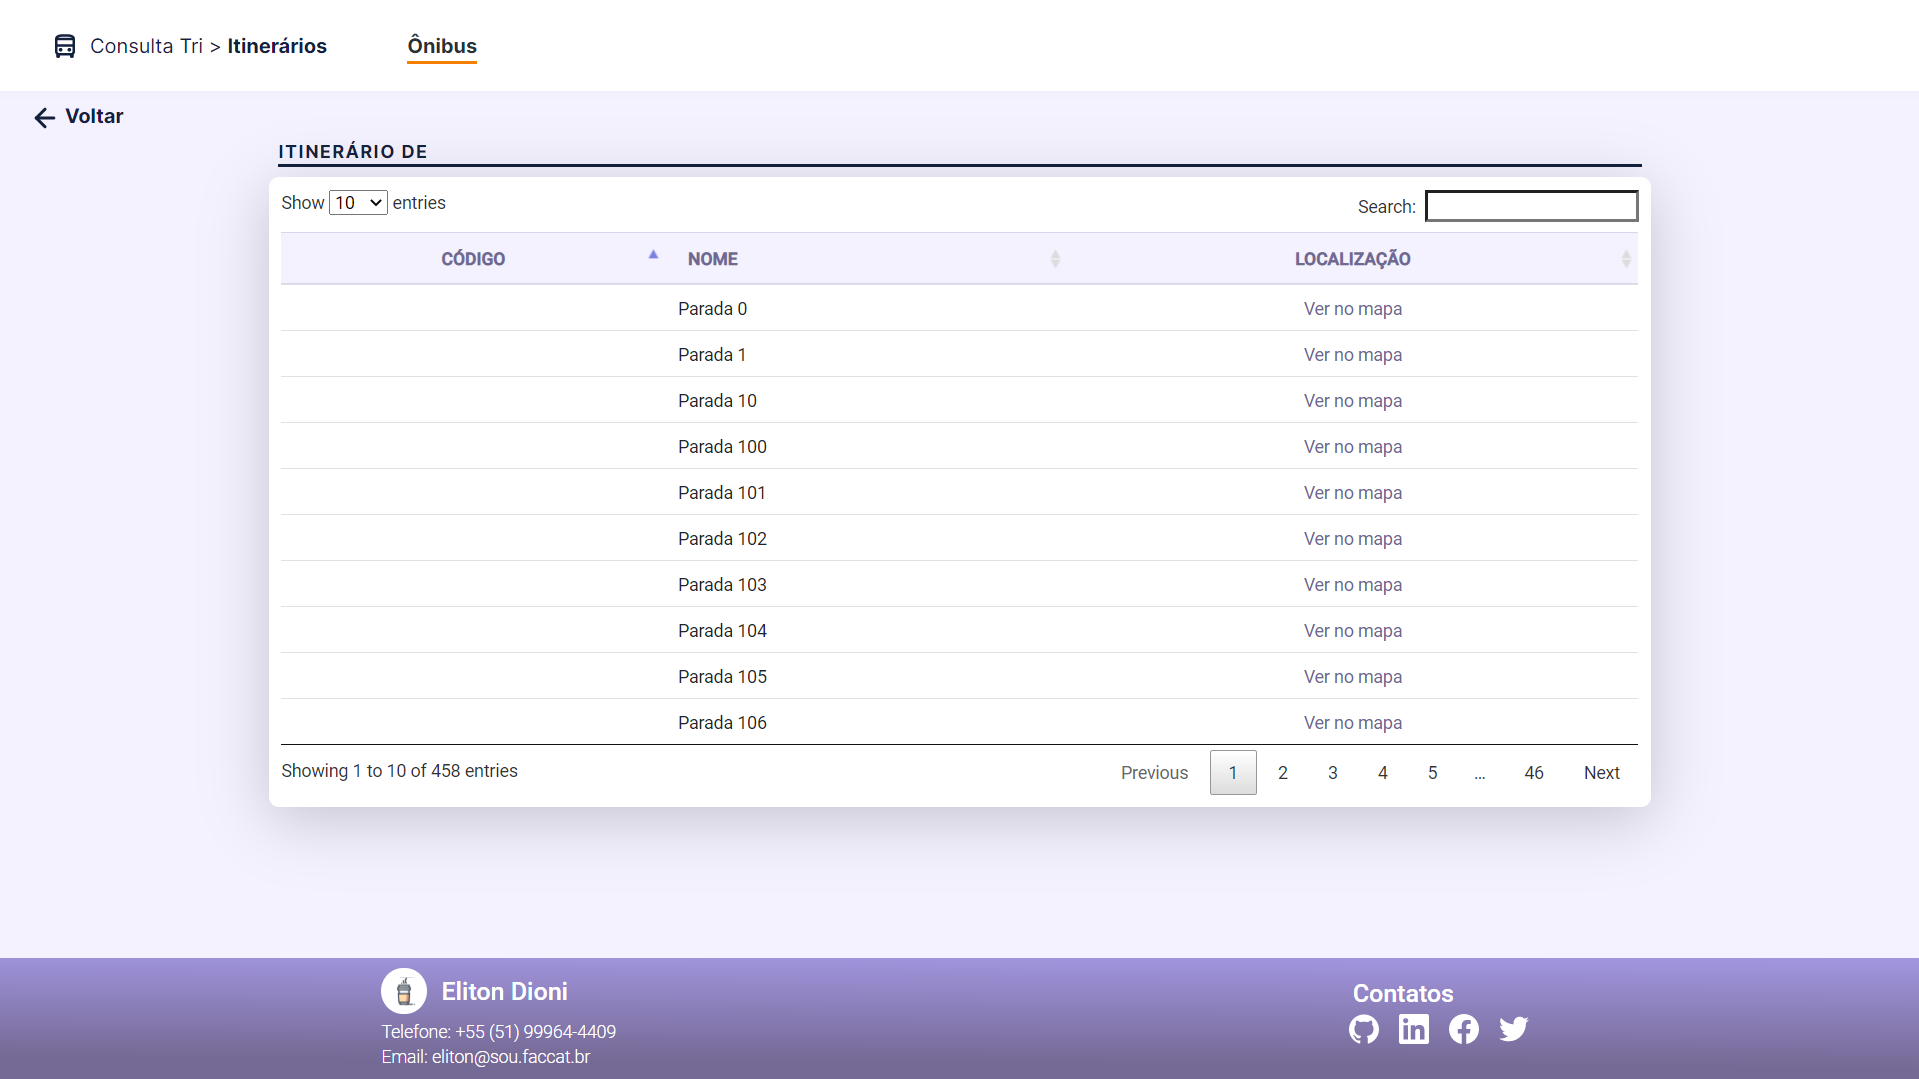 Consulta Tri > Itinerários Ônibus
Voltar
ITINERÁRIO DE
Show 10 entries Search:
CÓDIGO NOME LOCALIZAÇÃO
Parada 0 Ver no mapa
Parada 1 Ver no mapa
Parada 10 Ver no mapa
Parada 100 Ver no mapa
Parada 101 Ver no mapa
Parada 102 Ver no mapa
Parada 103 Ver no mapa
Parada 104 Ver no mapa
Parada 105 Ver no mapa
Parada 106 Ver no mapa
Showing 1 to 10 of 458 entries Previous 1 2 3 4 5 … 46 Next
Eliton Dioni
Telefone: +55 (51) 99964-4409
Email: eliton@sou.faccat.br
Contatos